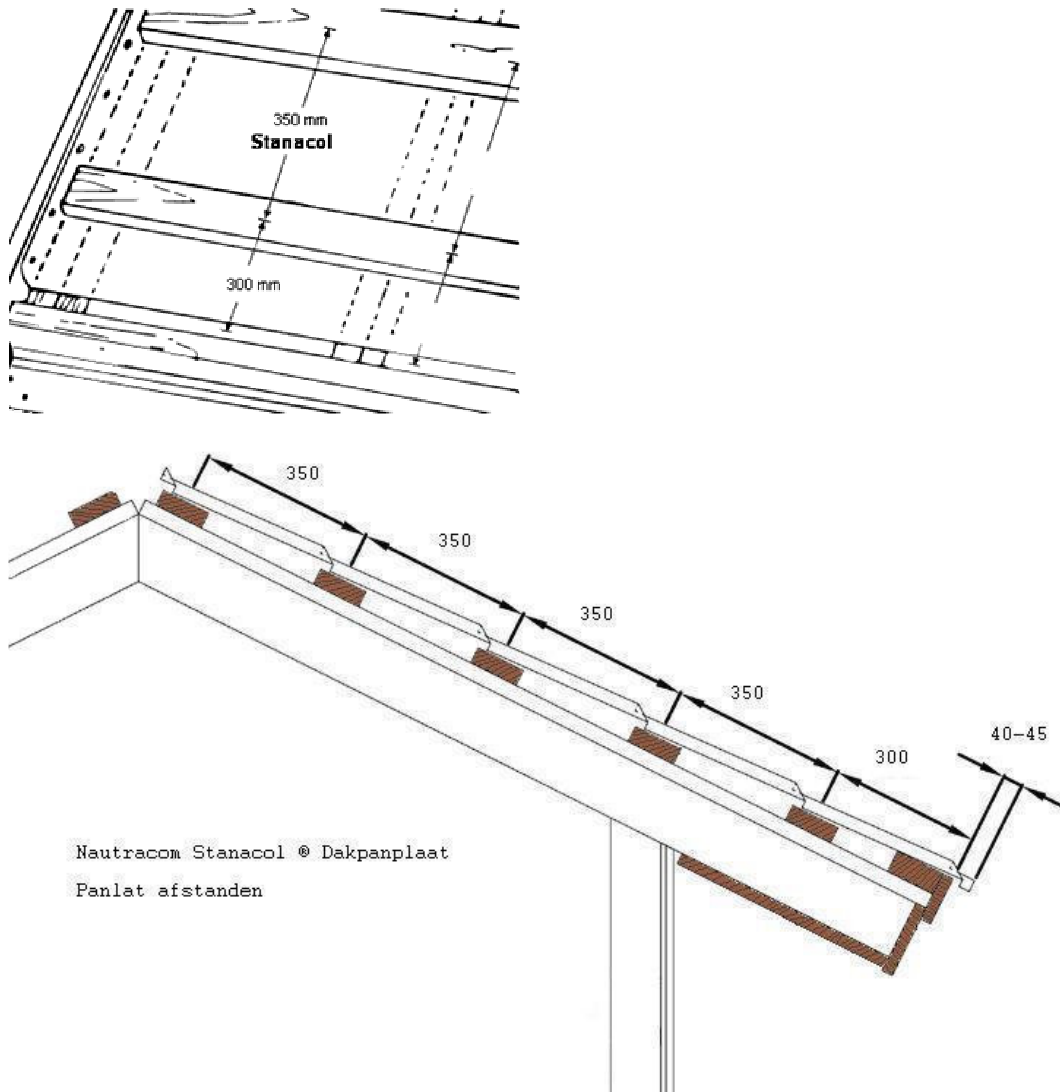 350 mm
Stanacol
300 mm
350
350
350
350
40-45
300
Nautracom Stanacol ® Dakpanplaat
Panlat afstanden